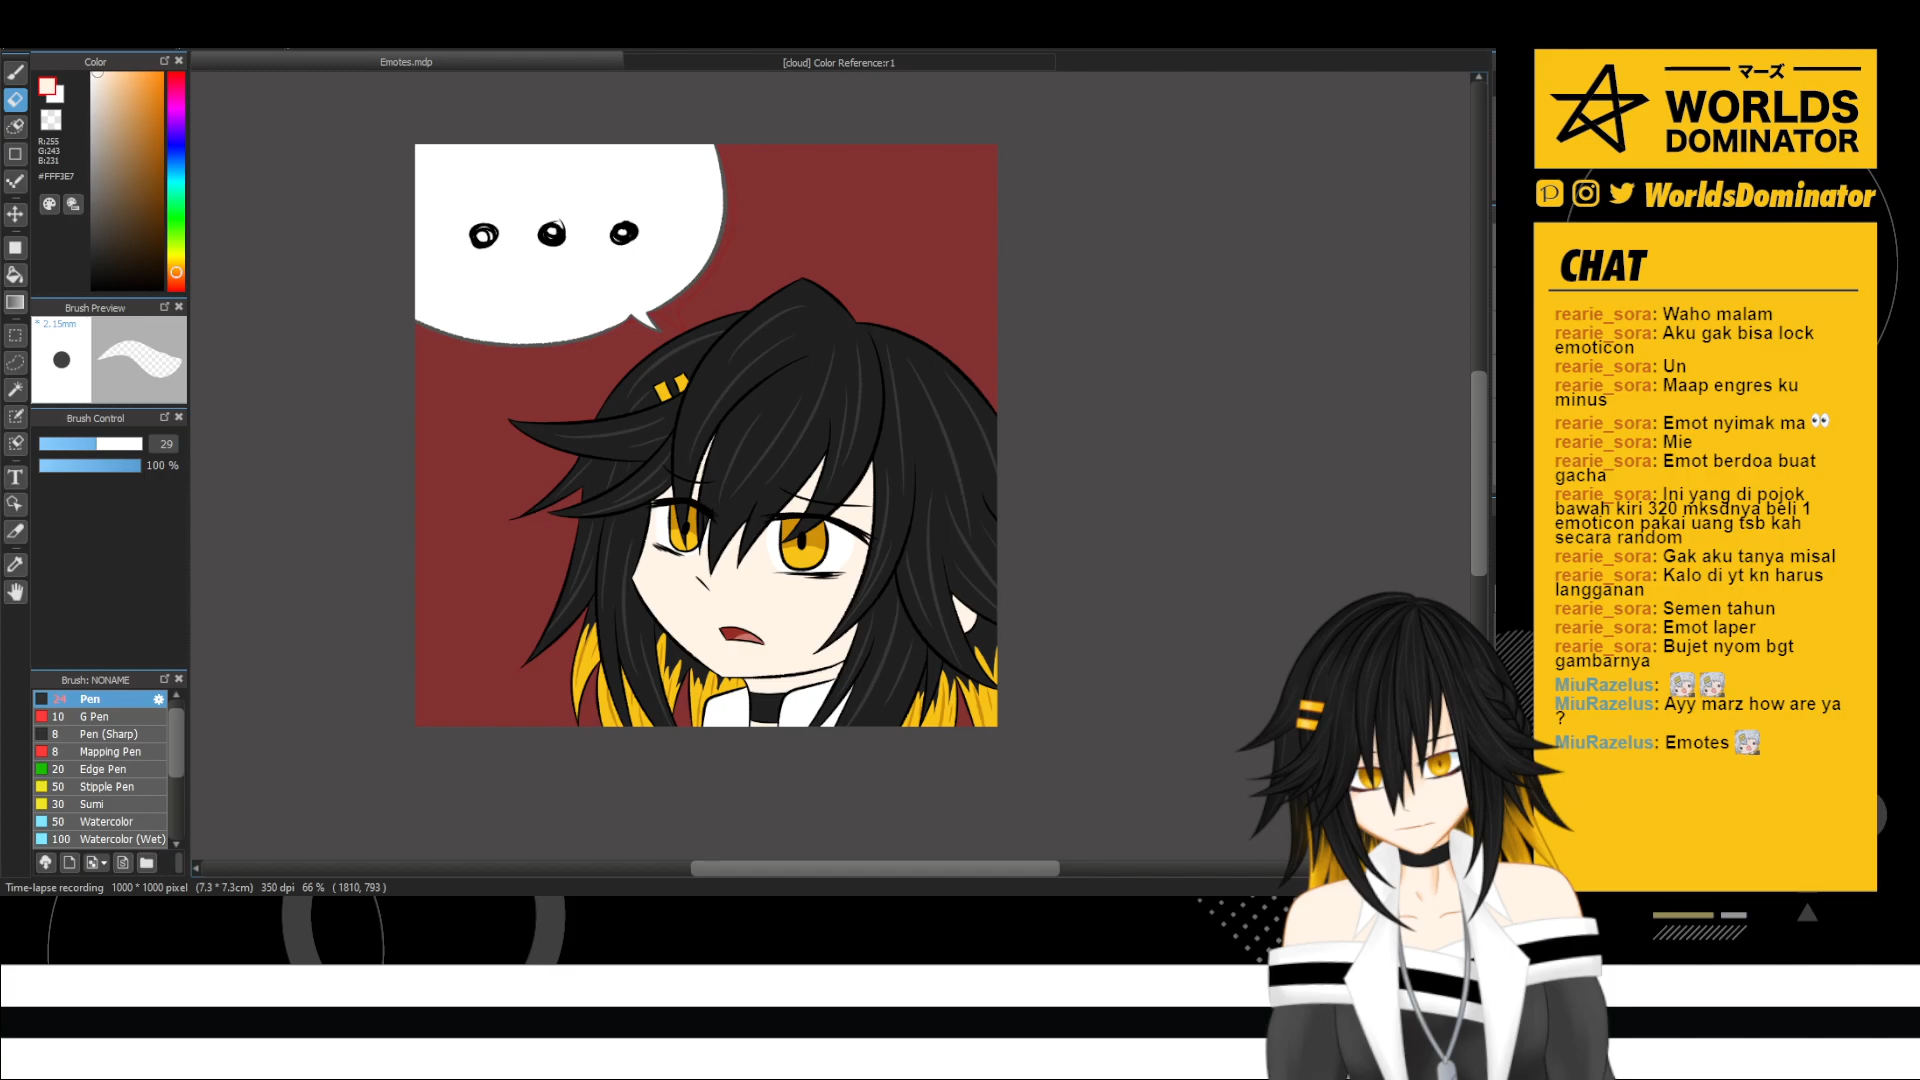 Color
Emotes.mdp
[cloud] Color Reference:r1
R:255
G:243
B:231
#FFF3E7
Brush Preview
* 2.15mm
Brush Control
29
100 %
T
Brush: NONAME
24 Pen
10 G Pen
8 Pen (Sharp)
8 Mapping Pen
20 Edge Pen
50 Stipple Pen
30 Sumi
50 Watercolor
100 Watercolor (Wet)
Time-lapse recording 1000 * 1000 pixel (7.3 * 7.3cm) 350 dpi 66 % ( 1810, 793 )
マーズ
WORLDS
DOMINATOR
WorldsDominator
CHAT
rearie_sora: Waho malam
rearie_sora: Aku gak bisa lock
emoticon
rearie_sora: Un
rearie_sora: Maap engres ku
minus
rearie_sora: Emot nyimak ma 👀
rearie_sora: Mie
rearie_sora: Emot berdoa buat
gacha
rearie_sora: Ini yang di pojok
bawah kiri 320 mksdnya beli 1
emoticon pakai uang tsb kah
secara random
rearie_sora: Gak aku tanya misal
rearie_sora: Kalo di yt kn harus
langganan
rearie_sora: Semen tahun
rearie_sora: Emot laper
rearie_sora: Bujet nyom bgt
gambarnya
MiuRazelus:
MiuRazelus: Ayy marz how are ya
?
MiuRazelus: Emotes